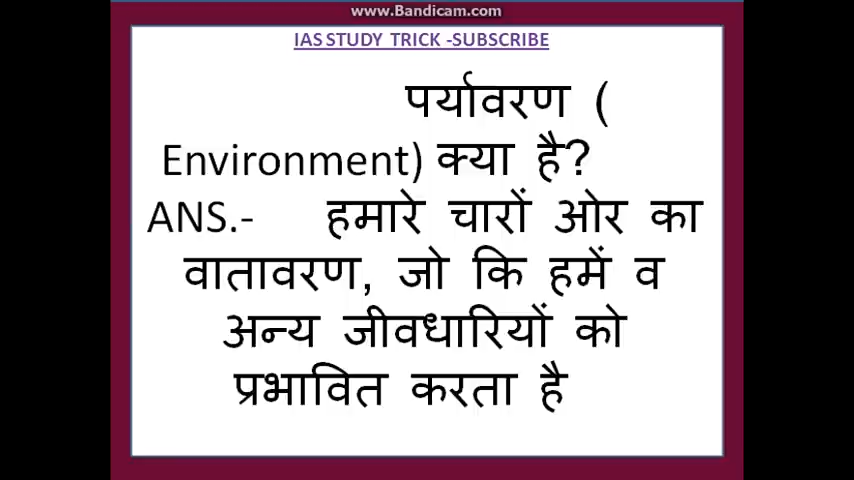 www.Bandicam.com
IAS STUDY TRICK -SUBSCRIBE
पर्यावरण (
Environment) क्या है?
ANS.- हमारे चारों ओर का
वातावरण, जो कि हमें व
अन्य जीवधारियों को
प्रभावित करता है